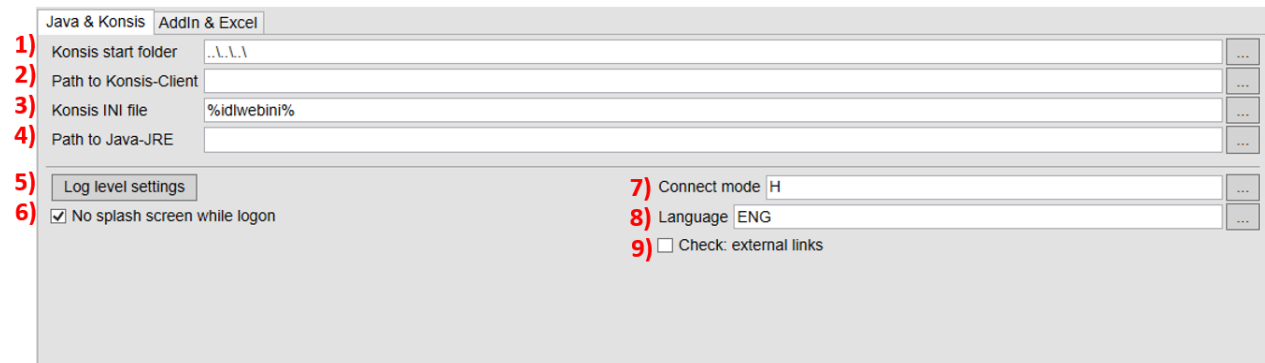 Java & Konsis AddIn & Excel
1) Konsis start folder ..\..\..\ ...
2) Path to Konsis-Client ...
3) Konsis INI file %idlwebini% ...
4) Path to Java-JRE ...
5) Log level settings
7) Connect mode H ...
6) No splash screen while logon
8) Language ENG ...
9) Check: external links